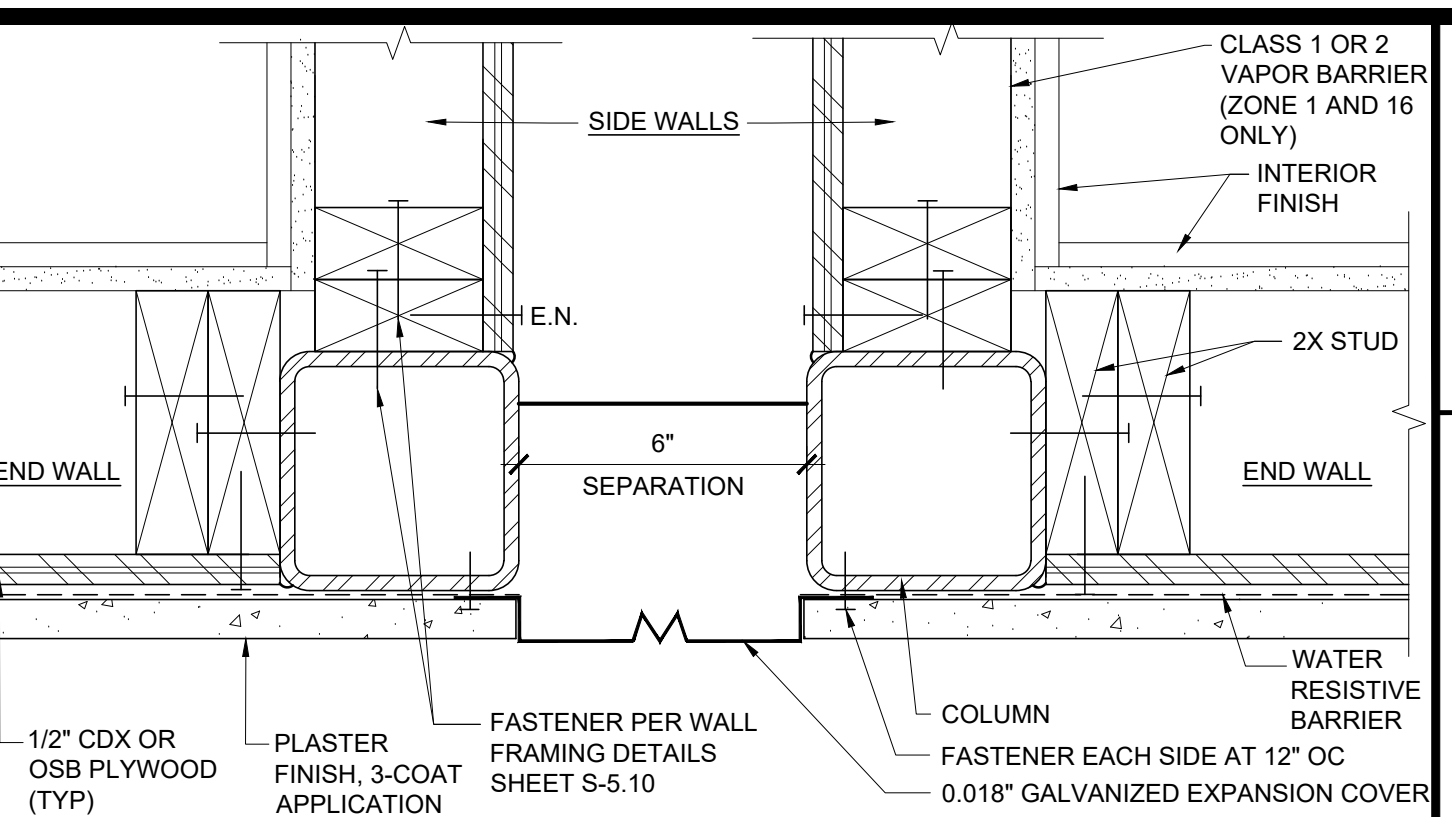 CLASS 1 OR 2
VAPOR BARRIER
(ZONE 1 AND 16
ONLY)
SIDE WALLS
INTERIOR
FINISH
E.N.
2X STUD
6"
SEPARATION
END WALL
END WALL
WATER
RESISTIVE
BARRIER
COLUMN
FASTENER EACH SIDE AT 12" OC
0.018" GALVANIZED EXPANSION COVER
FASTENER PER WALL
FRAMING DETAILS
SHEET S-5.10
PLASTER
FINISH, 3-COAT
APPLICATION
1/2" CDX OR
OSB PLYWOOD
(TYP)